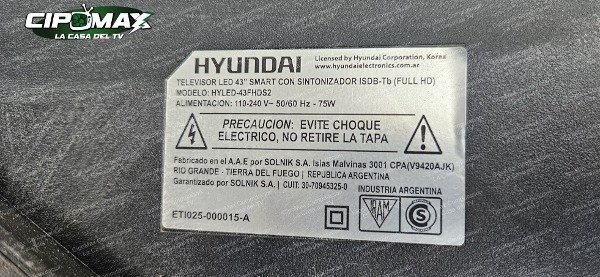 CIPOMAX
LA CASA DEL TV
HYUNDAI
Licensed by Hyundai Corporation, Korea
www.hyundaielectronics.com.ar
TELEVISOR LED 43" SMART CON SINTONIZADOR ISDB-Tb (FULL HD)
MODELO: HYLED-43FHDS2
ALIMENTACION: 110-240 V~ 50/60 Hz - 75W
PRECAUCION: EVITE CHOQUE
ELECTRICO, NO RETIRE LA TAPA
Fabricado en el A.A.E por SOLNIK S.A. Islas Malvinas 3001 CPA(V9420AJK)
RIO GRANDE - TIERRA DEL FUEGO | REPUBLICA ARGENTINA
Garantizado por SOLNIK S.A. | CUIT: 30-70945325-0
INDUSTRIA ARGENTINA
IRAM
S
ETI025-000015-A